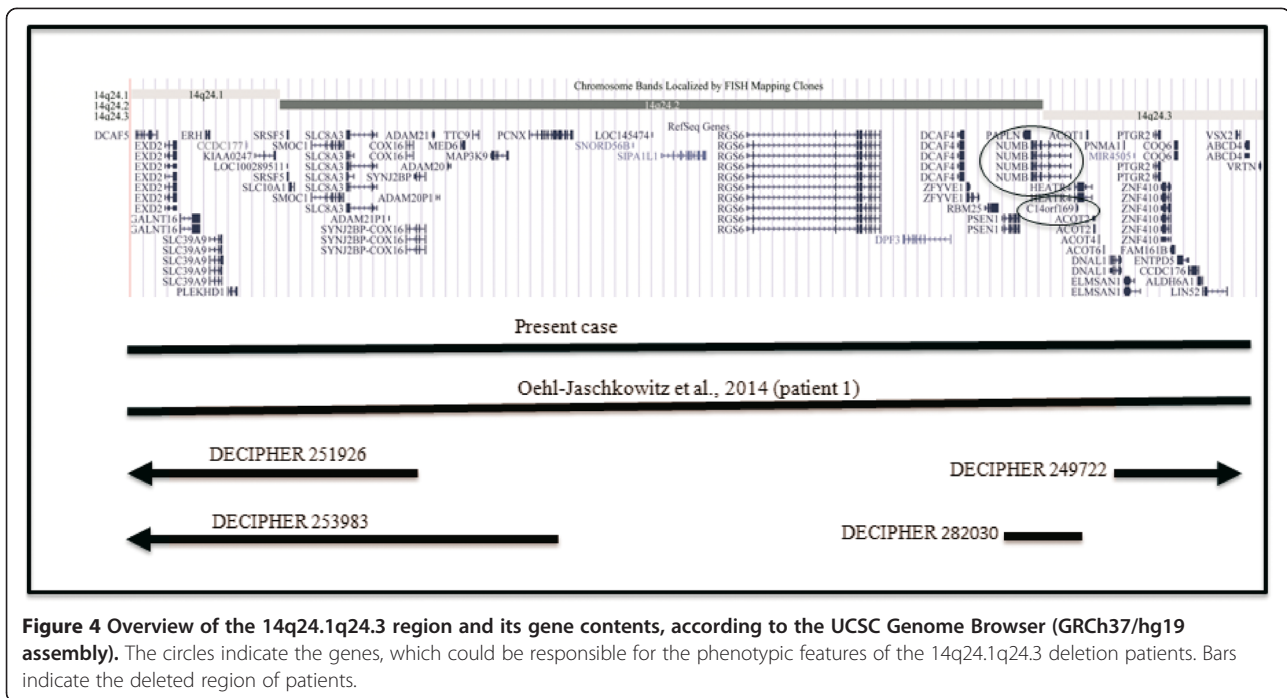 Chromosome Bands Localized by FISH Mapping Clones
14q24.1 14q24.1
14q24.2 14q24.2
14q24.3 14q24.3
RefSeq Genes
DCAF5 ERH SRSF5 SLC8A3 ADAM21 TTC9 PCNX LOC145474 RGS6 DCAF4 PAPLN ACOT1 PTGR2 VSX2
EXD2 CCDC177 SMOC1 COX16 MED6 SNORD56B RGS6 DCAF4 NUMB PNMA1 COQ6 ABCD4
EXD2 KIAA0247 SLC8A3 COX16 MAP3K9 SIPA1L1 RGS6 DCAF4 NUMB MIR4505 COQ6 ABCD4
EXD2 LOC100289511 SLC8A3 ADAM20 RGS6 DCAF4 NUMB PTGR2 VRTN
EXD2 SRSF5 SLC8A3 SYNJ2BP RGS6 DCAF4 NUMB PTGR2
EXD2 SLC10A1 SLC8A3 RGS6 ZFYVE1 HEATR4 ZNF410
EXD2 SMOC1 ADAM20P1 RGS6 ZFYVE1 HEATR4 ZNF410
EXD2 SLC8A3 RGS6 RBM25 C14orf169 ZNF410
GALNT16 ADAM21P1 RGS6 PSEN1 ACOT2 ZNF410
GALNT16 SYNJ2BP-COX16 RGS6 PSEN1 ACOT2 ZNF410
SLC39A9 SYNJ2BP-COX16 DPF3 ACOT4 ZNF410
SLC39A9 SYNJ2BP-COX16 ACOT6 FAM161B
SLC39A9 DNAL1 ENTPD5
SLC39A9 DNAL1 CCDC176
SLC39A9 ELMSAN1 ALDH6A1
PLEKHD1 ELMSAN1 LIN52
Present case
Oehl-Jaschkowitz et al., 2014 (patient 1)
DECIPHER 251926
DECIPHER 249722
DECIPHER 253983
DECIPHER 282030
Figure 4 Overview of the 14q24.1q24.3 region and its gene contents, according to the UCSC Genome Browser (GRCh37/hg19
assembly). The circles indicate the genes, which could be responsible for the phenotypic features of the 14q24.1q24.3 deletion patients. Bars
indicate the deleted region of patients.